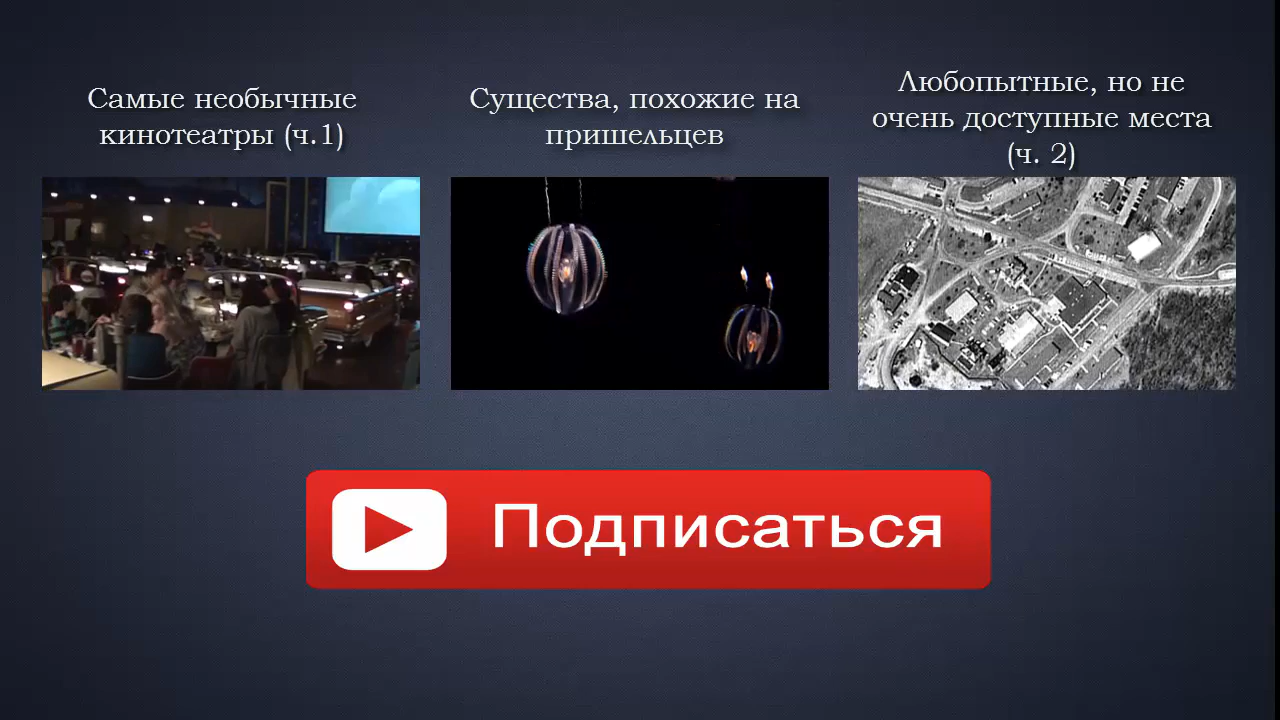 Самые необычные
кинотеатры (ч.1)
Существа, похожие на
пришельцев
Любопытные, но не
очень доступные места
(ч. 2)
Подписаться